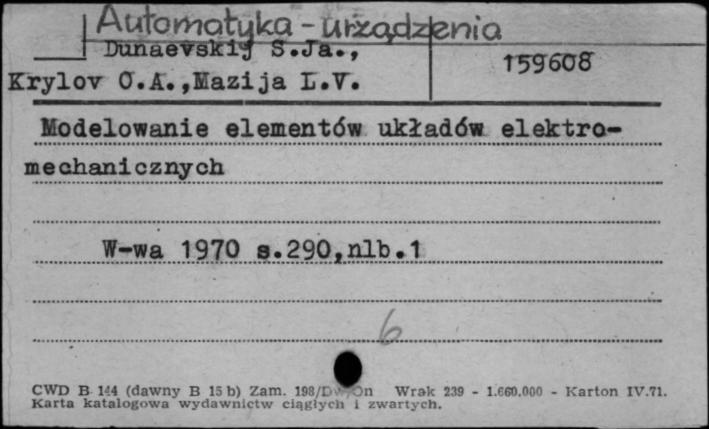 Automatyka - urządzenia
Dunaevskij S.Ja.,
159608
Krylov O.A.,Mazija L.V.
Modelowanie elementów układów elektro-
mechanicznych
W-wa 1970 s.290,nlb.1
6
CWD B 144 (dawny B 15 b) Zam. 198/ Wrak 239 - 1.660.000 - Karton IV.71.
Karta katalogowa wydawnictw ciągłych i zwartych.